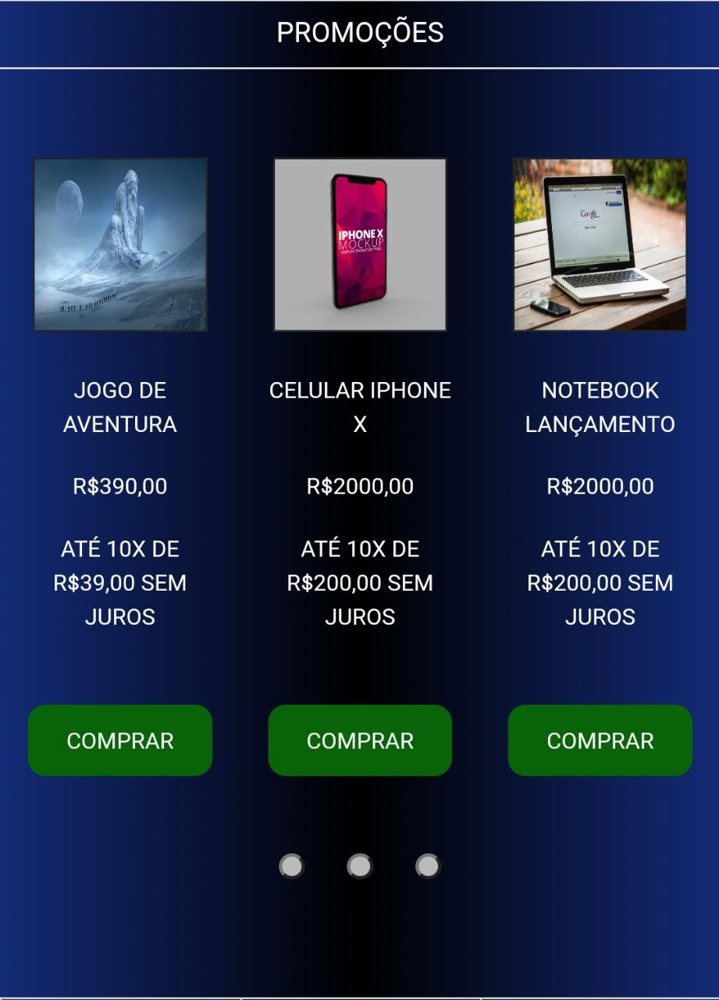 PROMOÇÕES
IPHONE X
MOCKUP
Google
JOGO DE
AVENTURA
CELULAR IPHONE
X
NOTEBOOK
LANÇAMENTO
R$390,00
R$2000,00
R$2000,00
ATÉ 10X DE
R$39,00 SEM
JUROS
ATÉ 10X DE
R$200,00 SEM
JUROS
ATÉ 10X DE
R$200,00 SEM
JUROS
COMPRAR
COMPRAR
COMPRAR